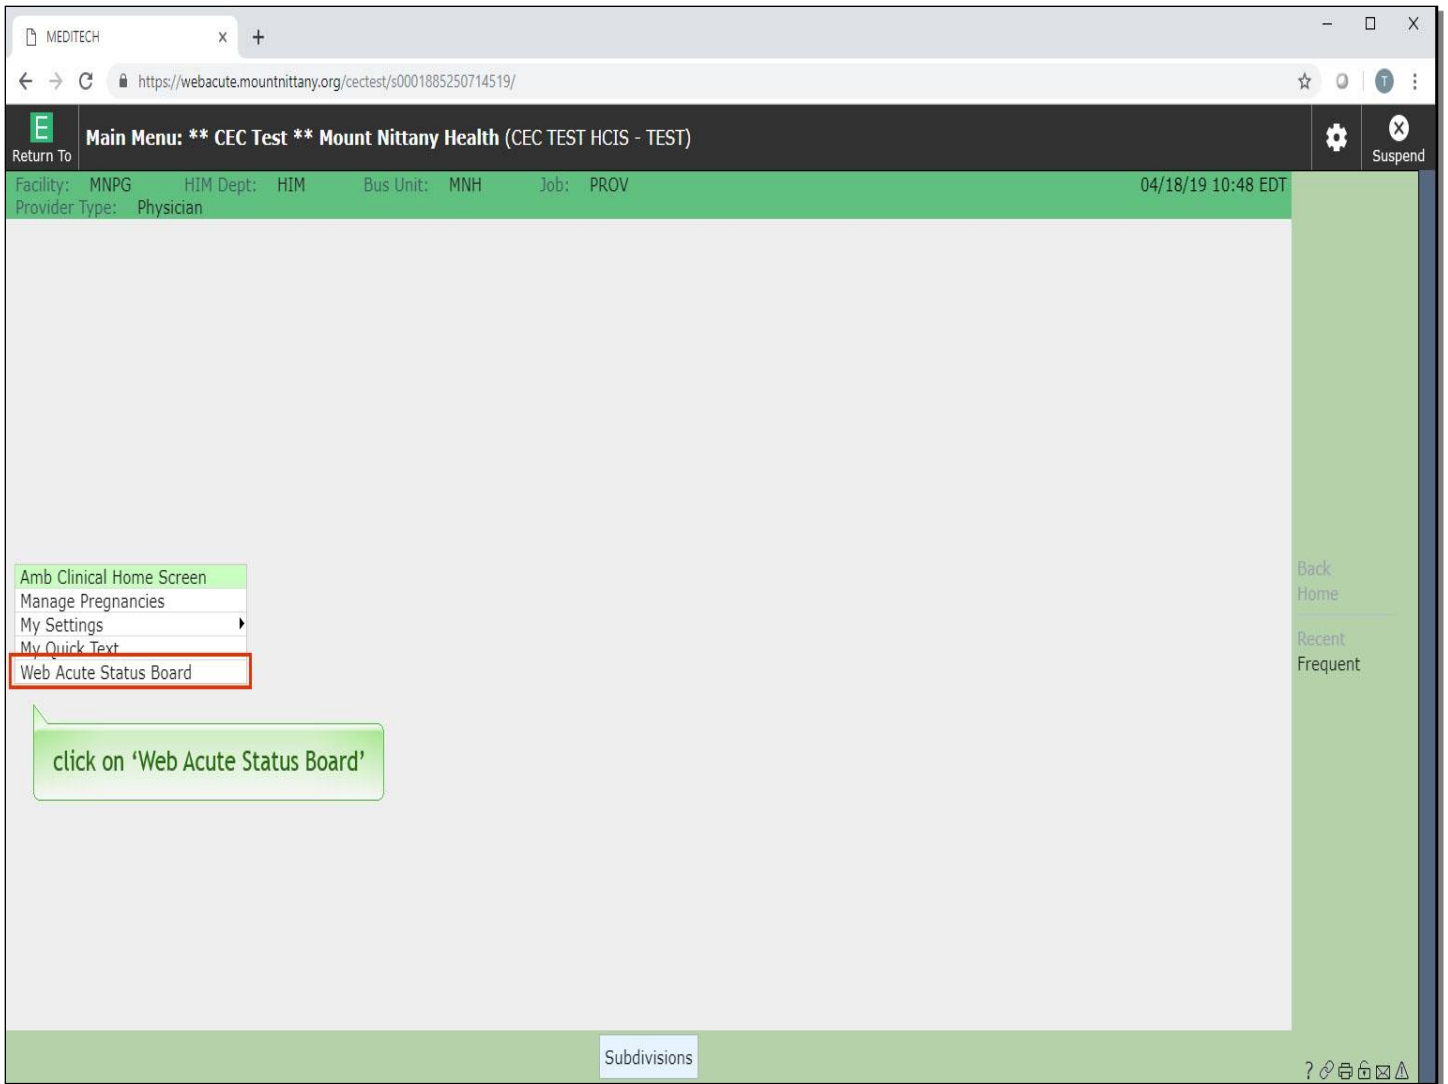 MEDITECH
https://webacute.mountnittany.org/cectest/s0001885250714519/
T
E
Return To
Main Menu: ** CEC Test ** Mount Nittany Health (CEC TEST HCIS - TEST)
Suspend
Facility: MNPG HIM Dept: HIM Bus Unit: MNH Job: PROV 04/18/19 10:48 EDT
Provider Type: Physician
Amb Clinical Home Screen
Manage Pregnancies
My Settings
My Quick Text
Web Acute Status Board
click on ‘Web Acute Status Board’
Back
Home
Recent
Frequent
Subdivisions
?